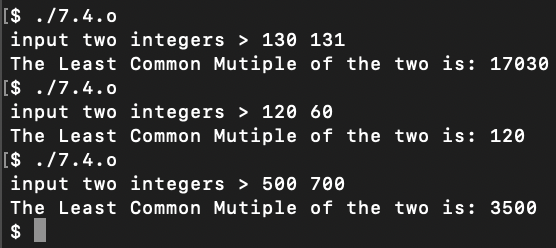 [$ ./7.4.o
input two integers > 130 131
The Least Common Mutiple of the two is: 17030
[$ ./7.4.o
input two integers > 120 60
The Least Common Mutiple of the two is: 120
[$ ./7.4.o
input two integers > 500 700
The Least Common Mutiple of the two is: 3500
$